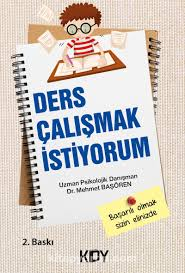 DERS
ÇALIŞMAK
İSTİYORUM
Uzman Psikolojik Danışman
Dr. Mehmet BAŞÖREN
Başarılı olmak
sizin elinizde
2. Baskı
KDY